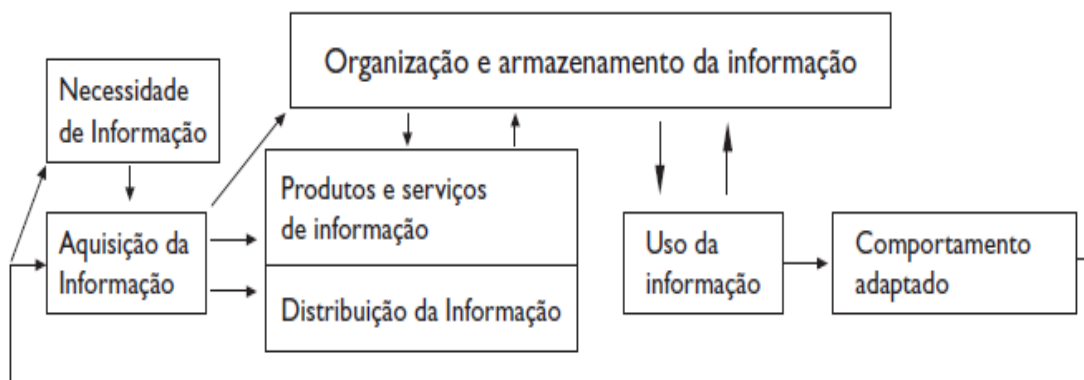 Organização e armazenamento da informação
Necessidade
de Informação
Aquisição da
Informação
Produtos e serviços
de informação
Distribuição da Informação
Uso da
informação
Comportamento
adaptado